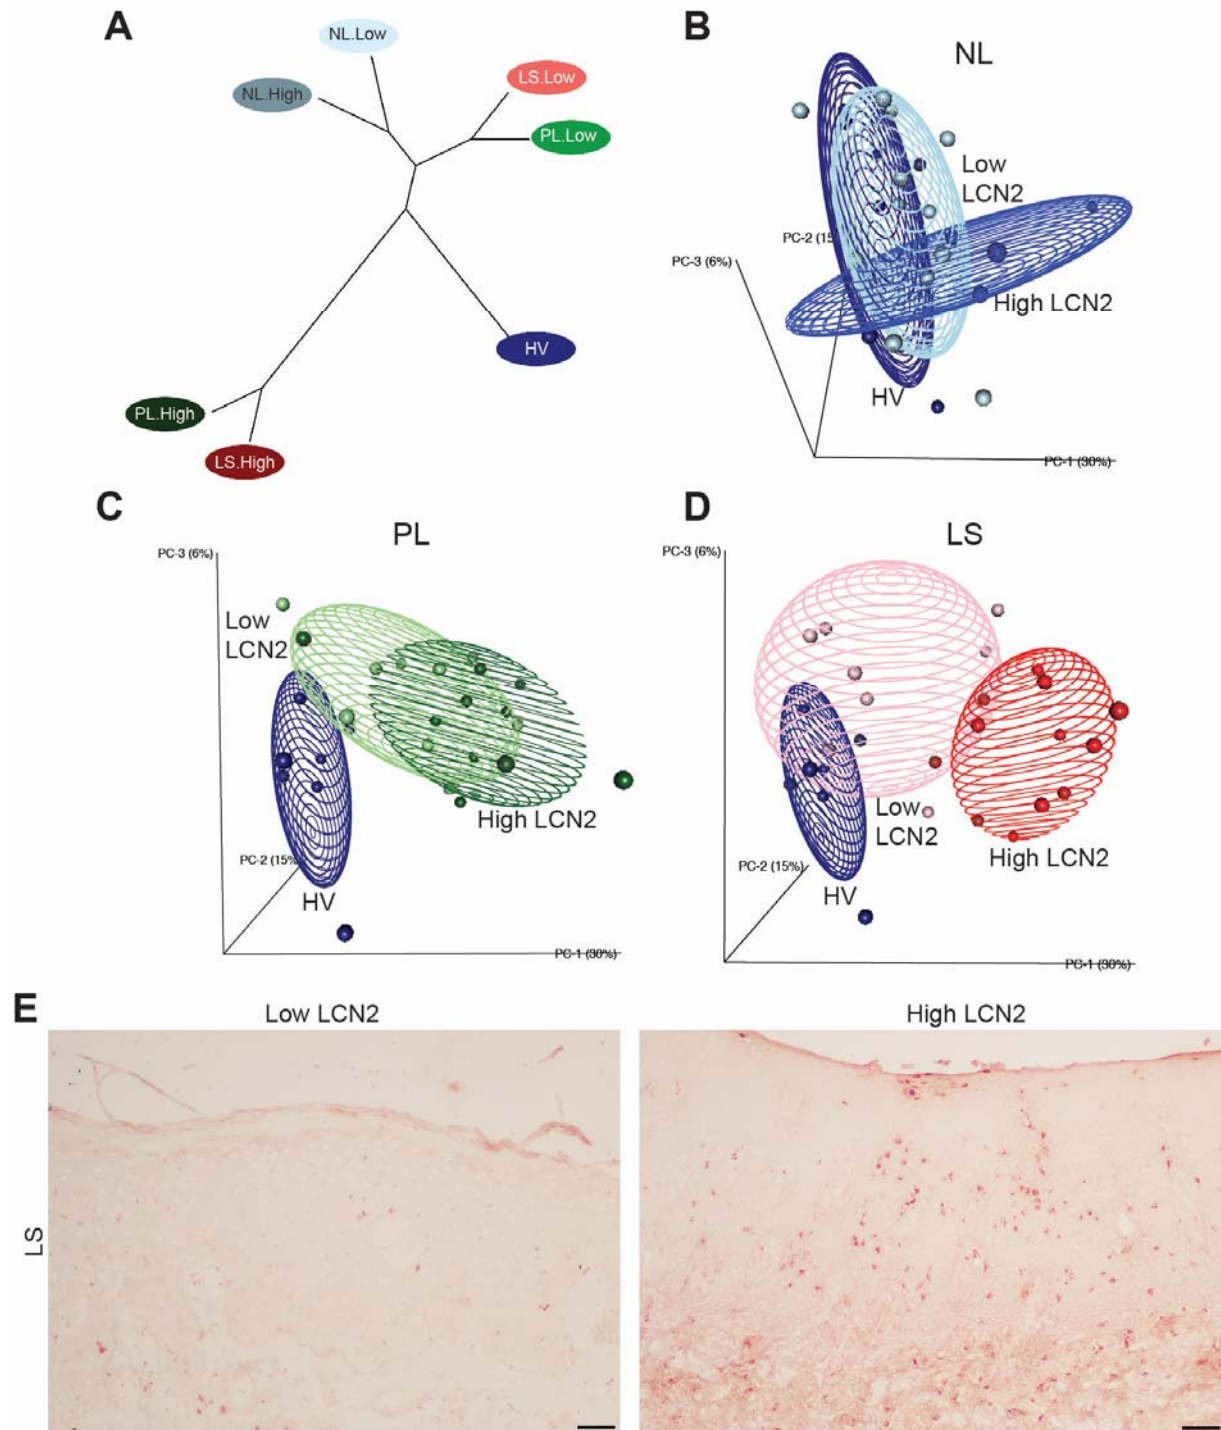 A
NL.Low
NL.High
LS.Low
PL.Low
HV
PL.High
LS.High
B
NL
Low
LCN2
PC-2 (15
PC-3 (6%)
High LCN2
HV
PC-1 (30%)
C
PL
PC-3 (6%)
Low
LCN2
High LCN2
PC-2 (15%
HV
PC-1 (30%)
D
LS
PC-3 (6%)
Low
LCN2
High LCN2
PC-2 (15%)
HV
PC-1 (30%)
E
Low LCN2
High LCN2
LS